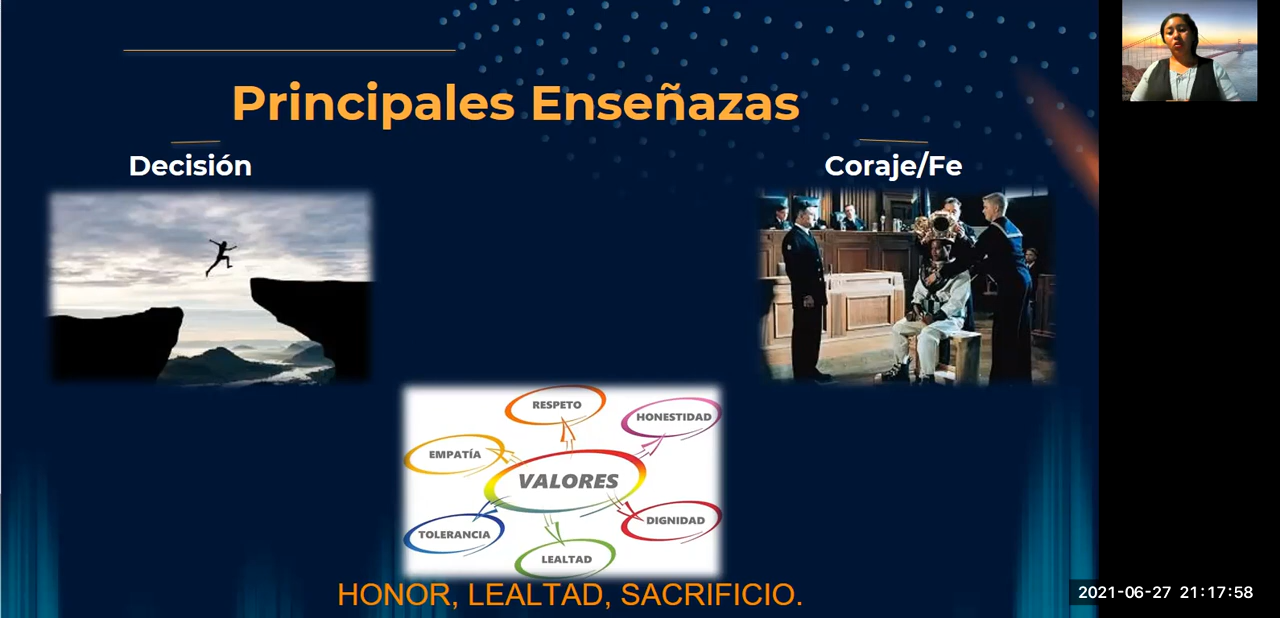 Principales Enseñazas
Decisión
Coraje/Fe
RESPETO
HONESTIDAD
EMPATÍA
VALORES
TOLERANCIA
DIGNIDAD
LEALTAD
HONOR, LEALTAD, SACRIFICIO.
2021-06-27 21:17:58